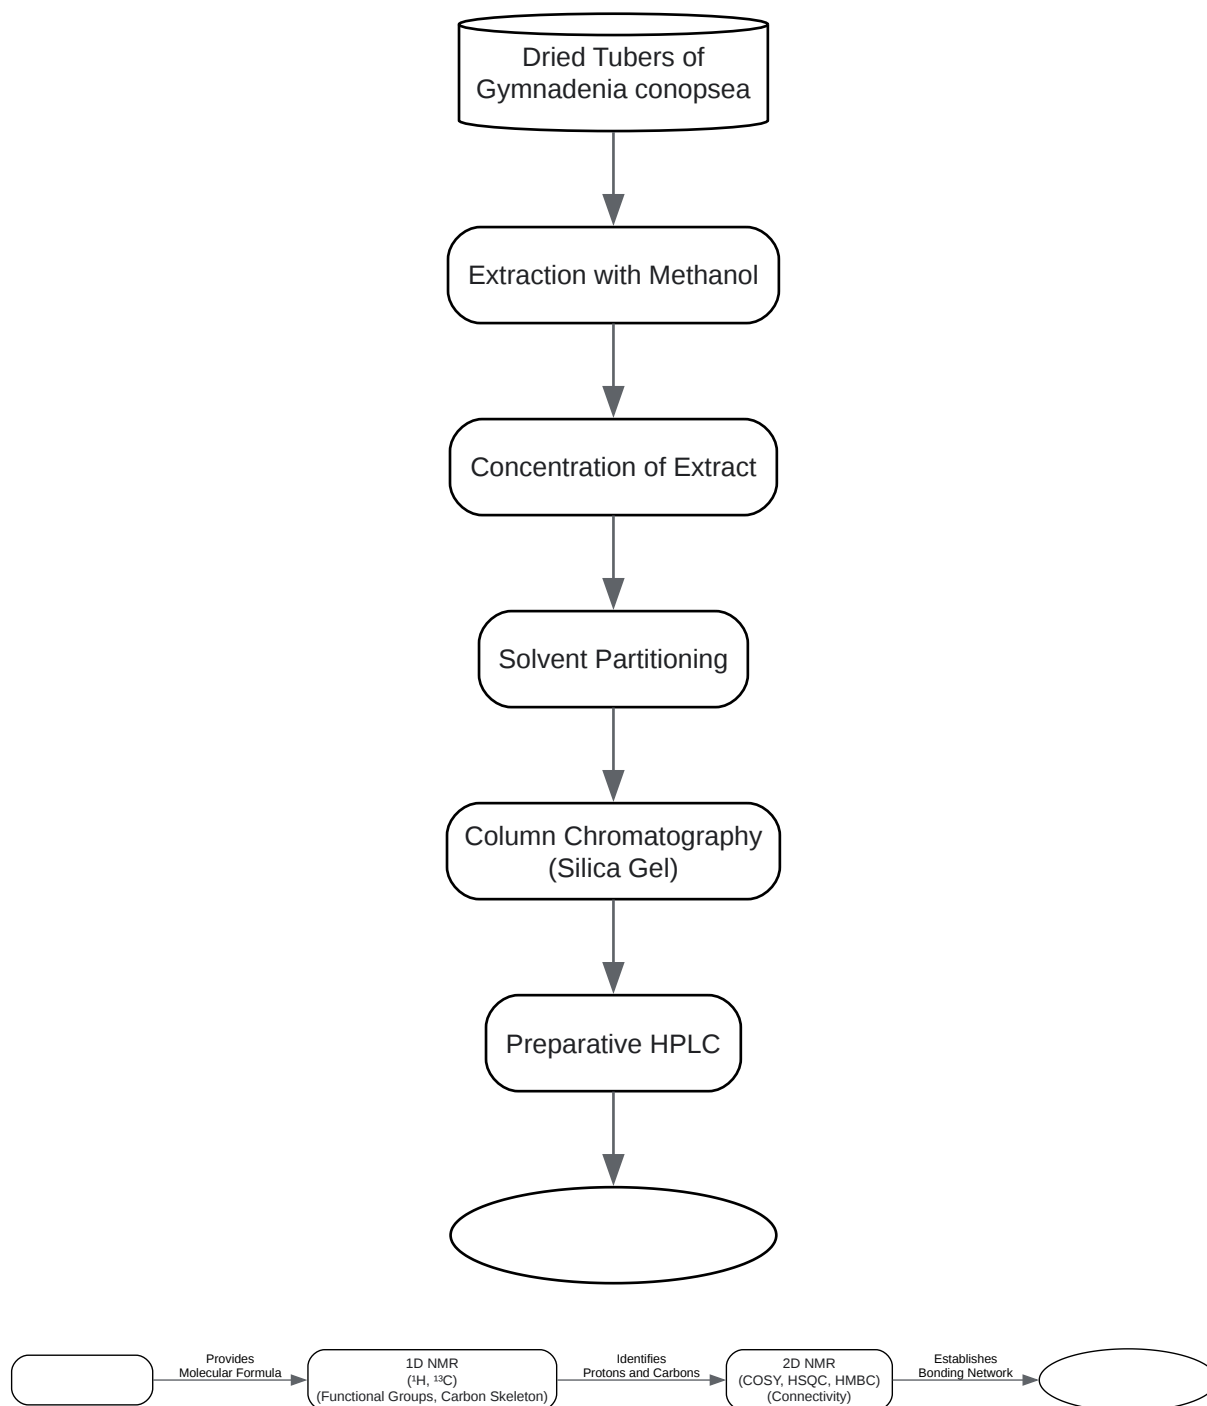 Dried Tubers of
Gymnadenia conopsea
Extraction with Methanol
Concentration of Extract
Solvent Partitioning
Column Chromatography
(Silica Gel)
Preparative HPLC
Provides
Molecular Formula
1D NMR
(¹H, ¹³C)
(Functional Groups, Carbon Skeleton)
Identifies
Protons and Carbons
2D NMR
(COSY, HSQC, HMBC)
(Connectivity)
Establishes
Bonding Network